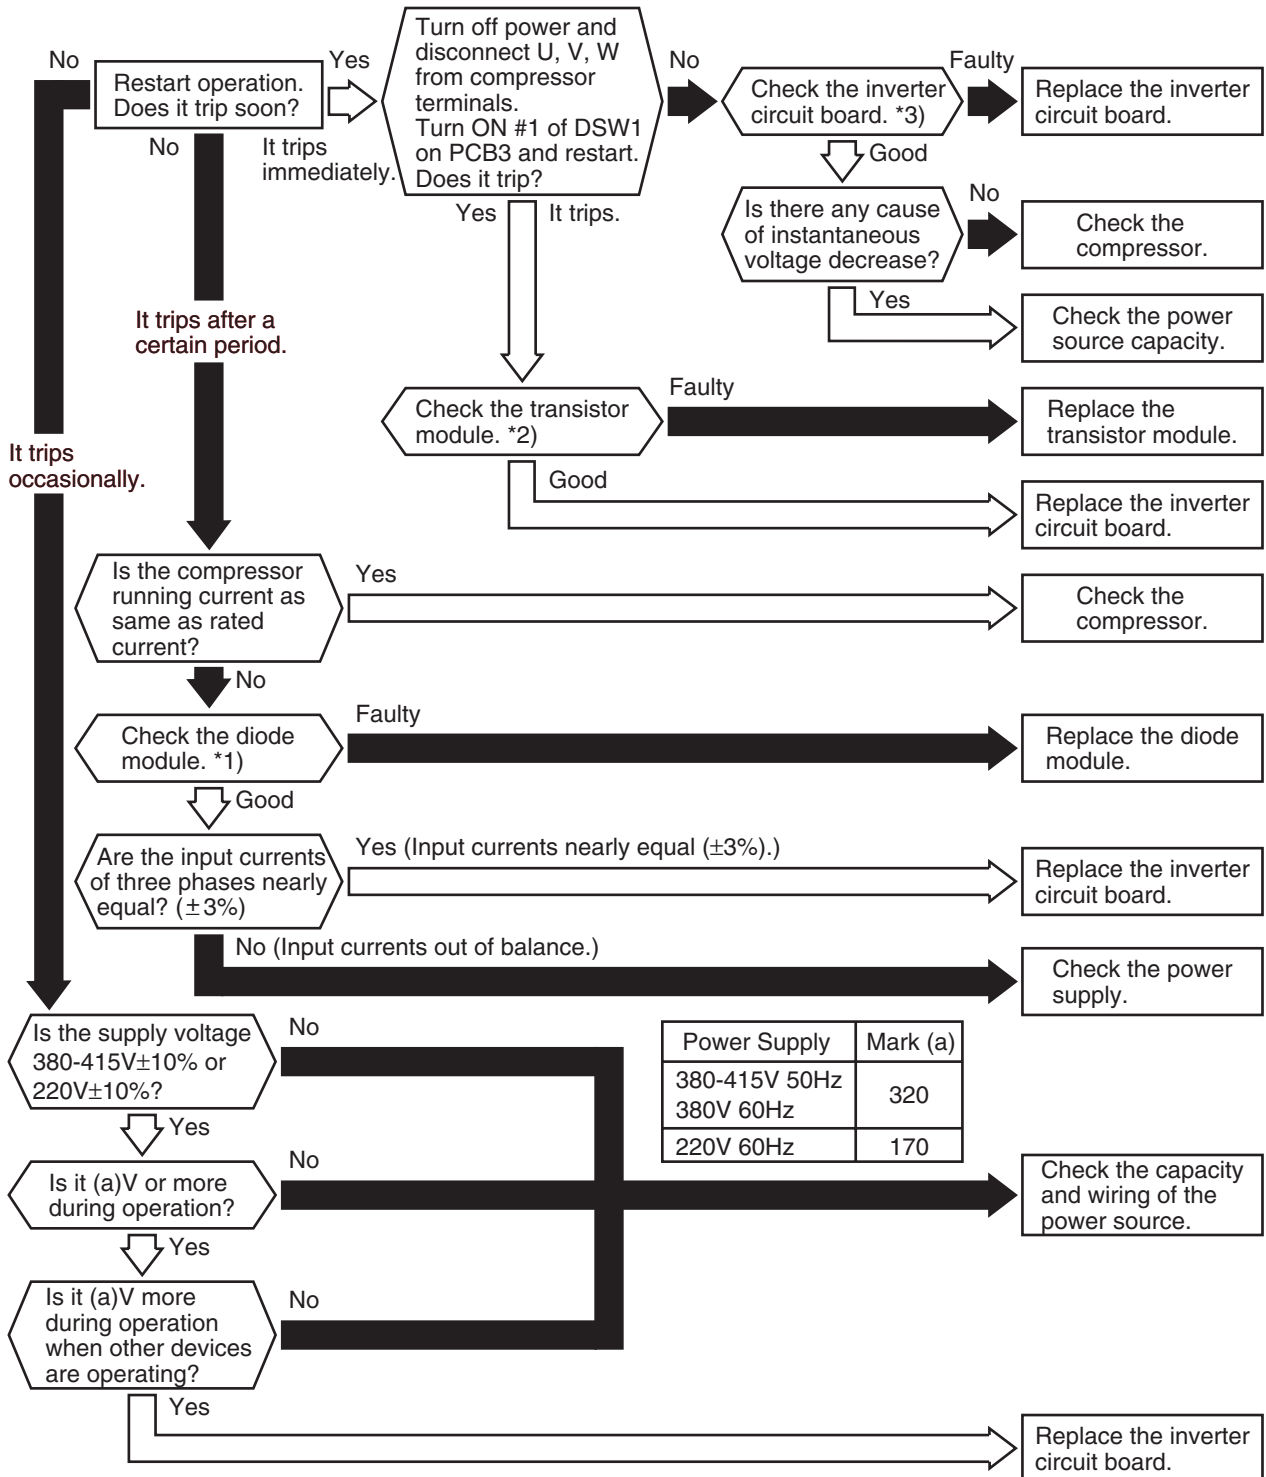 No
Restart operation.
Does it trip soon?
Yes
No
It trips
immediately.
Turn off power and
disconnect U, V, W
from compressor
terminals.
Turn ON #1 of DSW1
on PCB3 and restart.
Does it trip?
No
Check the inverter
circuit board. *3)
Faulty
Replace the inverter
circuit board.
Good
Is there any cause
of instantaneous
voltage decrease?
No
Check the
compressor.
Yes
Check the power
source capacity.
Yes
It trips.
It trips after a
certain period.
Check the transistor
module. *2)
Faulty
Replace the
transistor module.
Good
Replace the inverter
circuit board.
It trips
occasionally.
Is the compressor
running current as
same as rated
current?
Yes
Check the
compressor.
No
Check the diode
module. *1)
Faulty
Replace the diode
module.
Good
Are the input currents
of three phases nearly
equal? (±3%)
Yes (Input currents nearly equal (±3%).)
Replace the inverter
circuit board.
No (Input currents out of balance.)
Check the power
supply.
Is the supply voltage
380-415V±10% or
220V±10%?
No
Power Supply Mark (a)
380-415V 50Hz
380V 60Hz
320
220V 60Hz 170
Yes
Is it (a)V or more
during operation?
No
Check the capacity
and wiring of the
power source.
Yes
Is it (a)V more
during operation
when other devices
are operating?
No
Yes
Replace the inverter
circuit board.